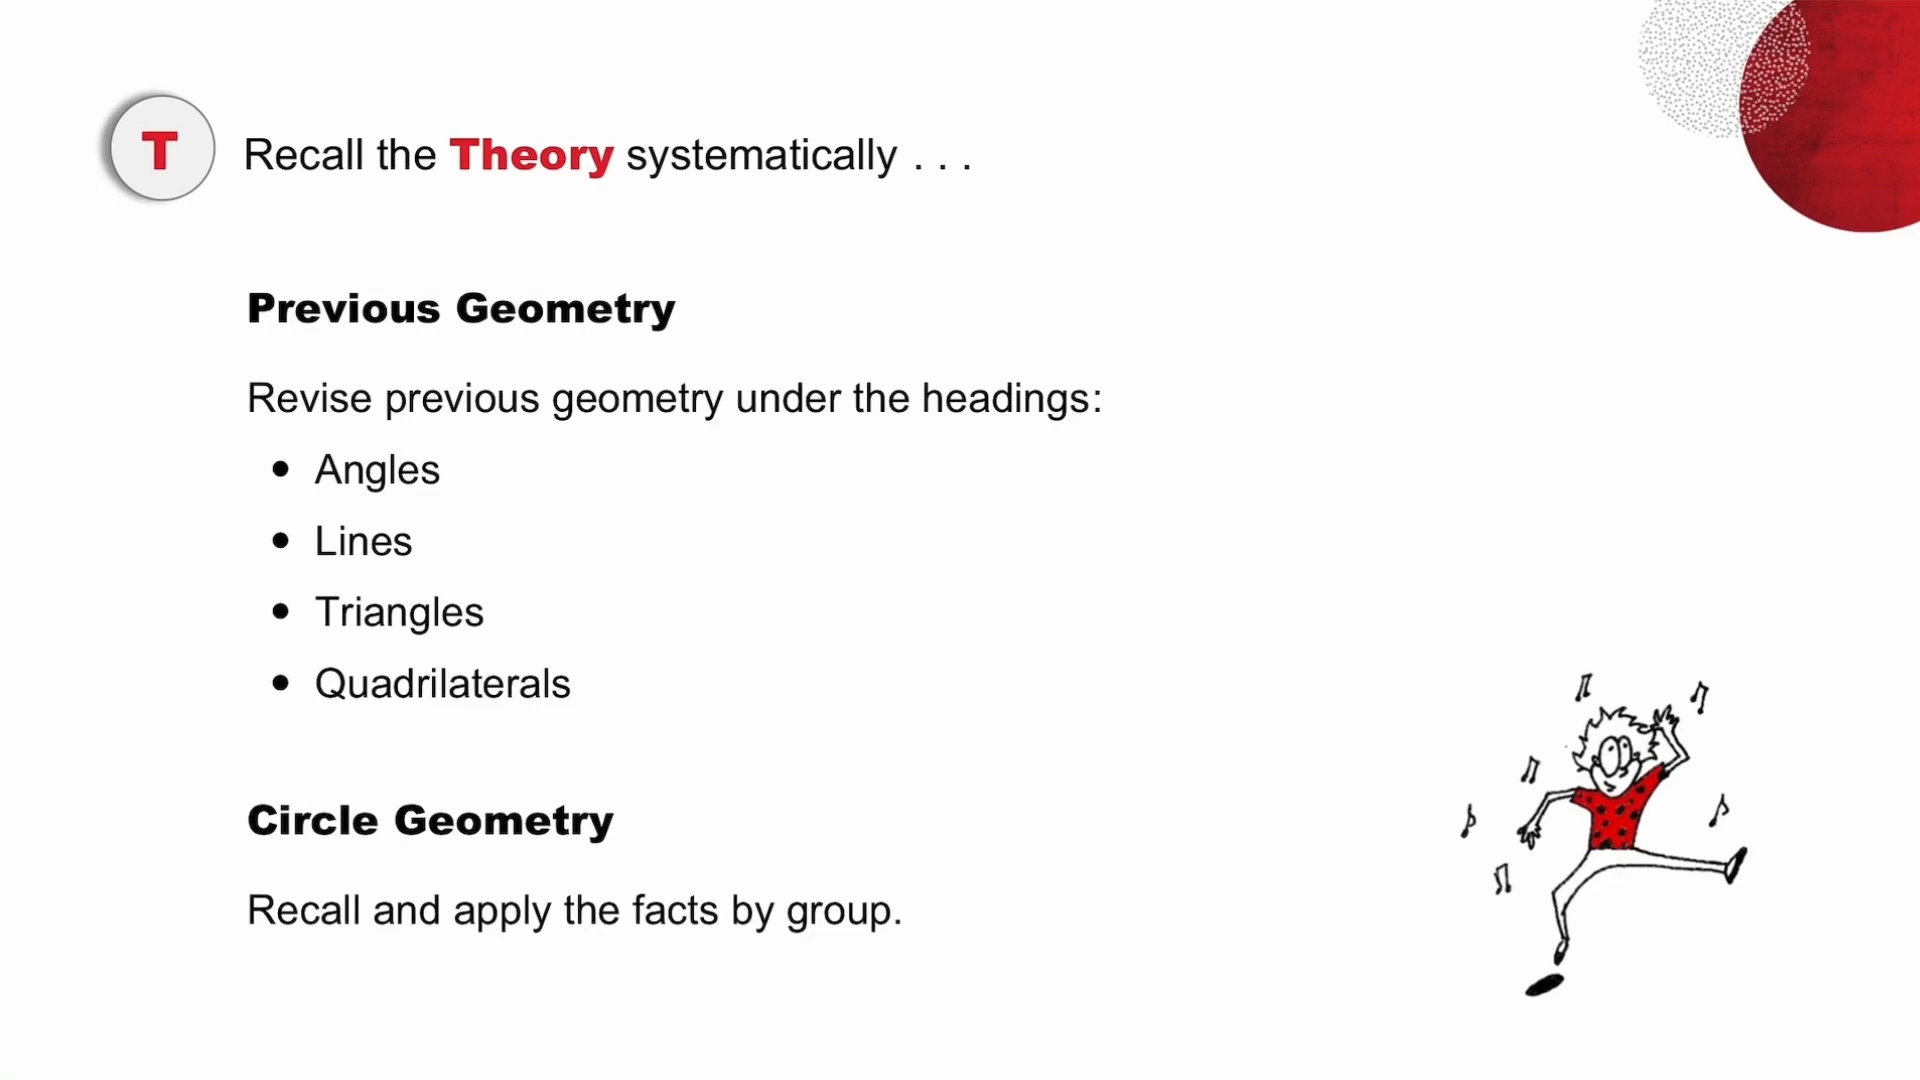 T
Recall the Theory systematically . . .
Previous Geometry
Revise previous geometry under the headings:
• Angles
• Lines
• Triangles
• Quadrilaterals
Circle Geometry
Recall and apply the facts by group.